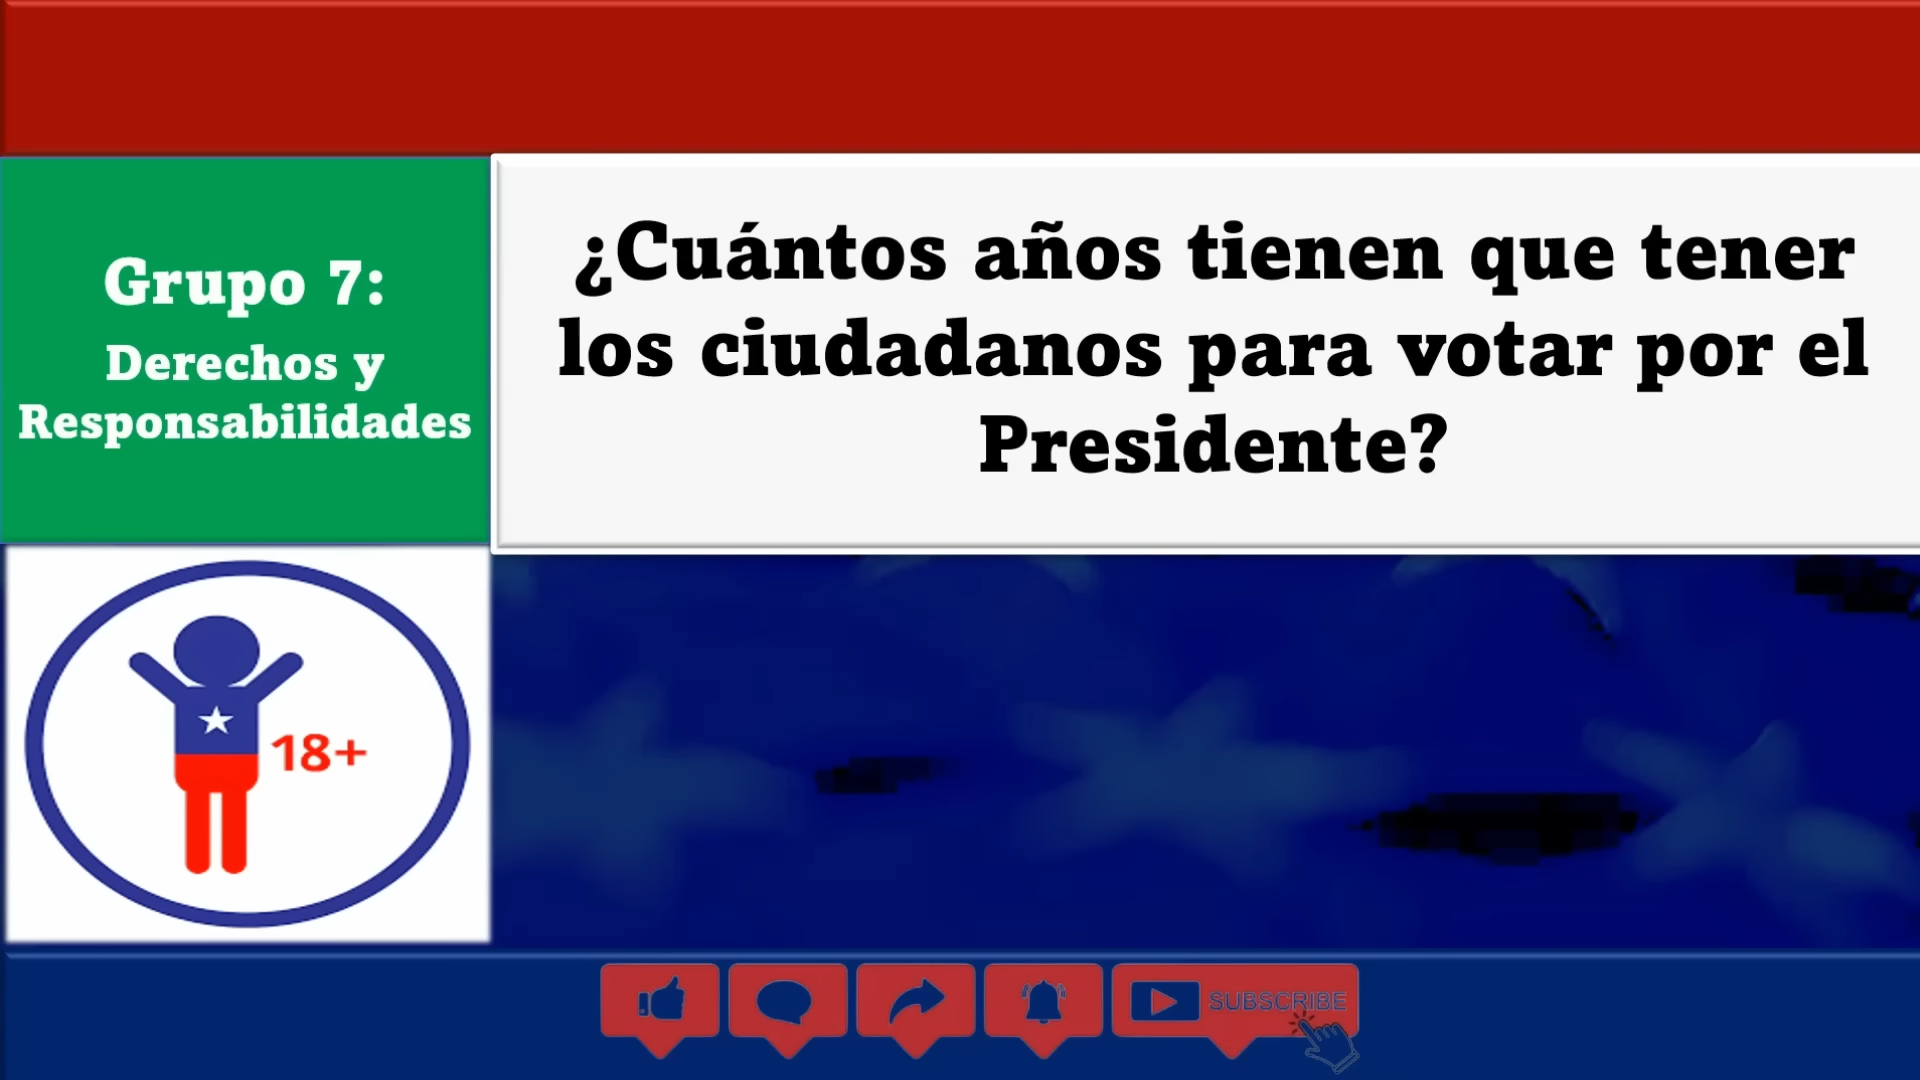 Grupo 7:
Derechos y
Responsabilidades
¿Cuántos años tienen que tener
los ciudadanos para votar por el
Presidente?
18+
SUBSCRIBE